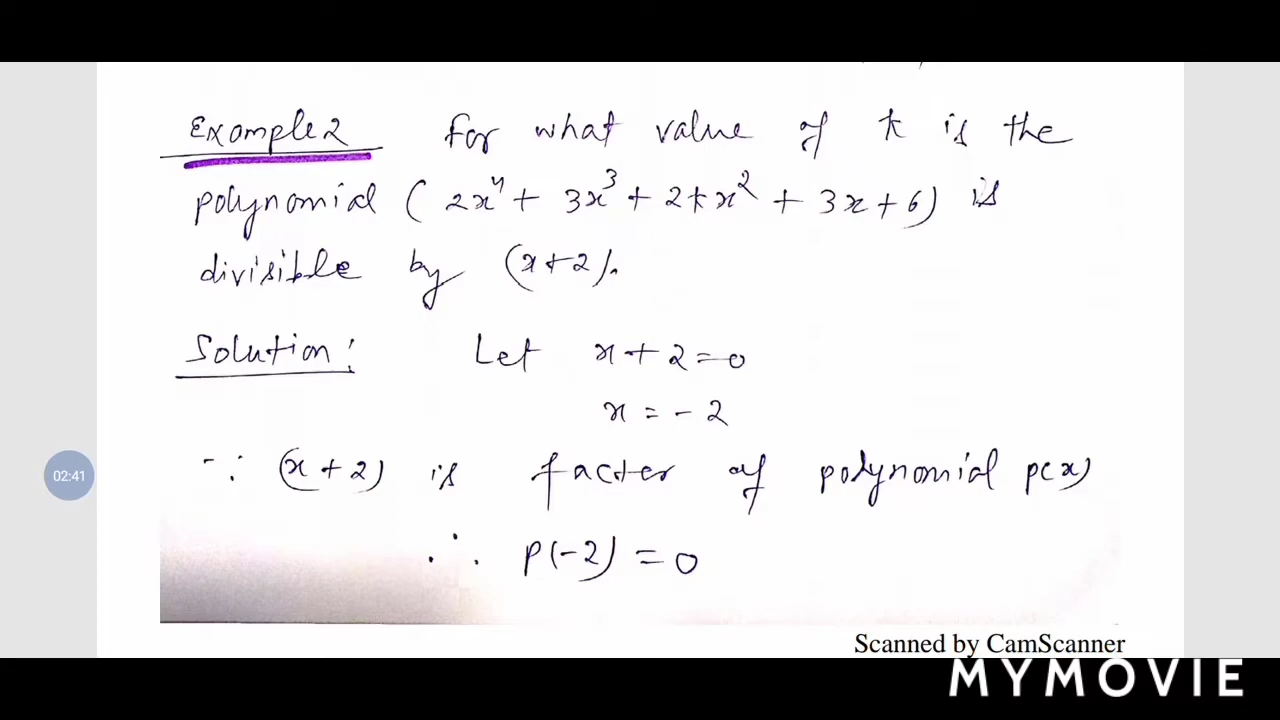 Example 2 For what value of k is the
polynomial (2x⁴ + 3x³ + 2kx² + 3x + 6) is
divisible by (x+2).
Solution: Let x + 2 = 0
x = - 2
∵ (x + 2) is facter of polynomial p(x)
02:41
∴ P(-2) = 0
Scanned by CamScanner
MYMOVIE